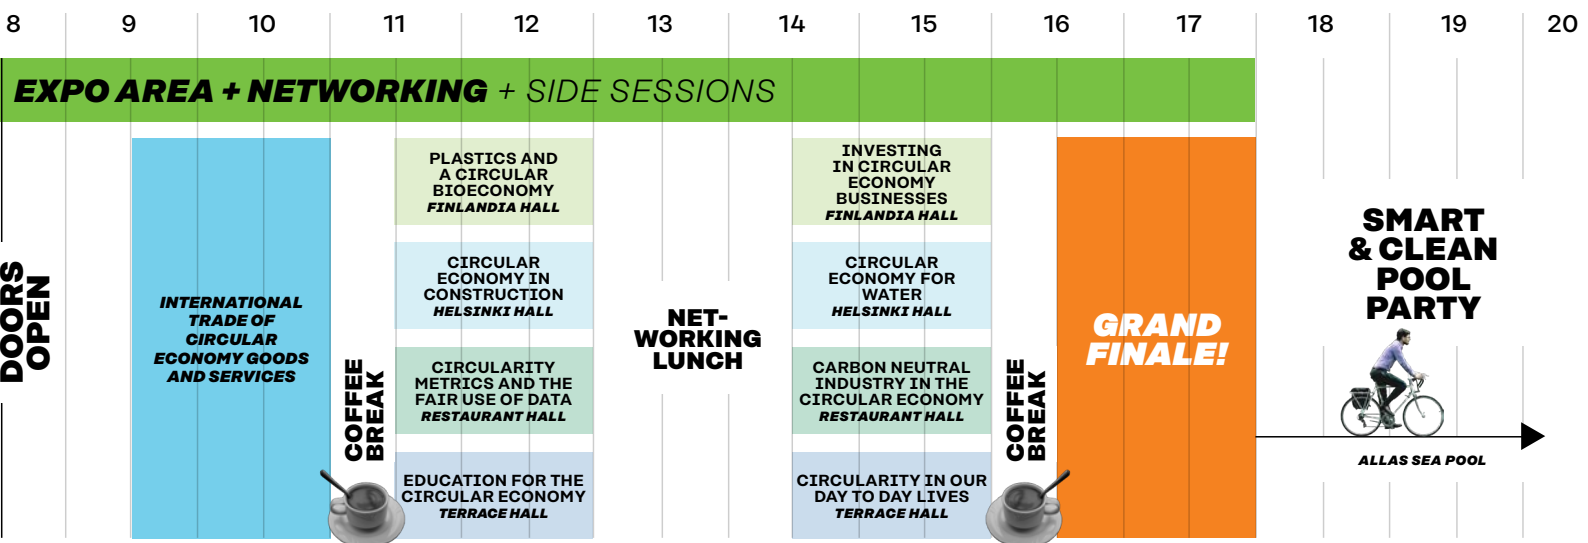 8 9 10 11 12 13 14 15 16 17 18 19 20
EXPO AREA + NETWORKING + SIDE SESSIONS
DOORS
OPEN
INTERNATIONAL
TRADE OF
CIRCULAR
ECONOMY GOODS
AND SERVICES
COFFEE
BREAK
PLASTICS AND
A CIRCULAR
BIOECONOMY
FINLANDIA HALL
CIRCULAR
ECONOMY IN
CONSTRUCTION
HELSINKI HALL
CIRCULARITY
METRICS AND THE
FAIR USE OF DATA
RESTAURANT HALL
EDUCATION FOR THE
CIRCULAR ECONOMY
TERRACE HALL
NET-
WORKING
LUNCH
INVESTING
IN CIRCULAR
ECONOMY
BUSINESSES
FINLANDIA HALL
CIRCULAR
ECONOMY FOR
WATER
HELSINKI HALL
CARBON NEUTRAL
INDUSTRY IN THE
CIRCULAR ECONOMY
RESTAURANT HALL
CIRCULARITY IN OUR
DAY TO DAY LIVES
TERRACE HALL
COFFEE
BREAK
GRAND
FINALE!
SMART
& CLEAN
POOL
PARTY
ALLAS SEA POOL